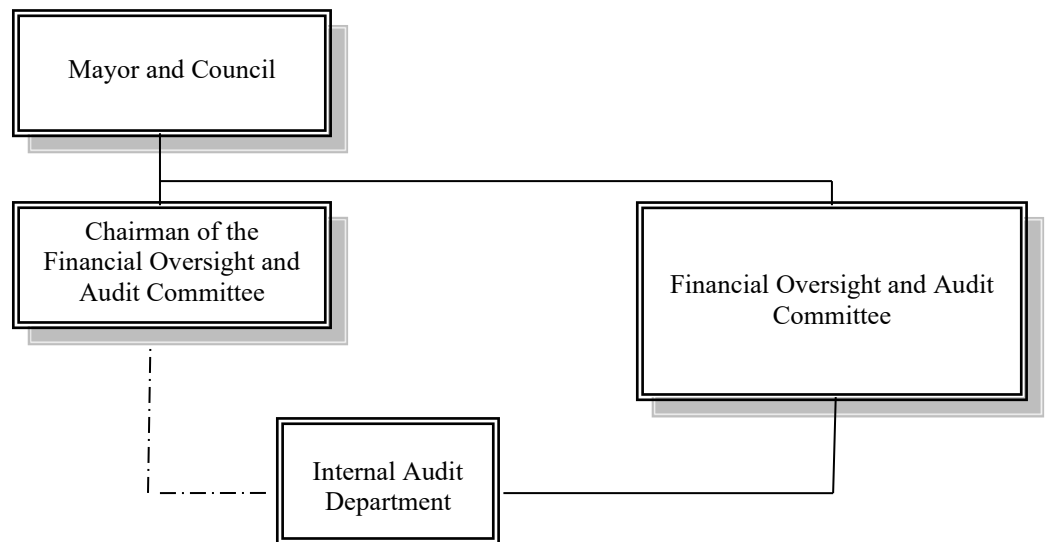 Mayor and Council
Chairman of the
Financial Oversight and
Audit Committee
Financial Oversight and Audit
Committee
Internal Audit
Department